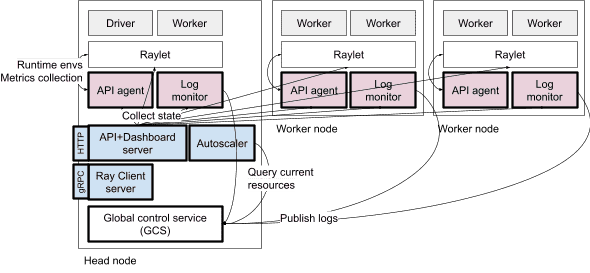 Driver
Worker
Worker
Worker
Worker
Worker
Raylet
Raylet
Raylet
Runtime envs
Metrics collection
API agent
Log
monitor
API agent
Log
monitor
API agent
Log
monitor
Collect state
HTTP
API+Dashboard
server
Autoscaler
Worker node
Worker node
gRPC
Ray Client
server
Query current
resources
Global control service
(GCS)
Publish logs
Head node